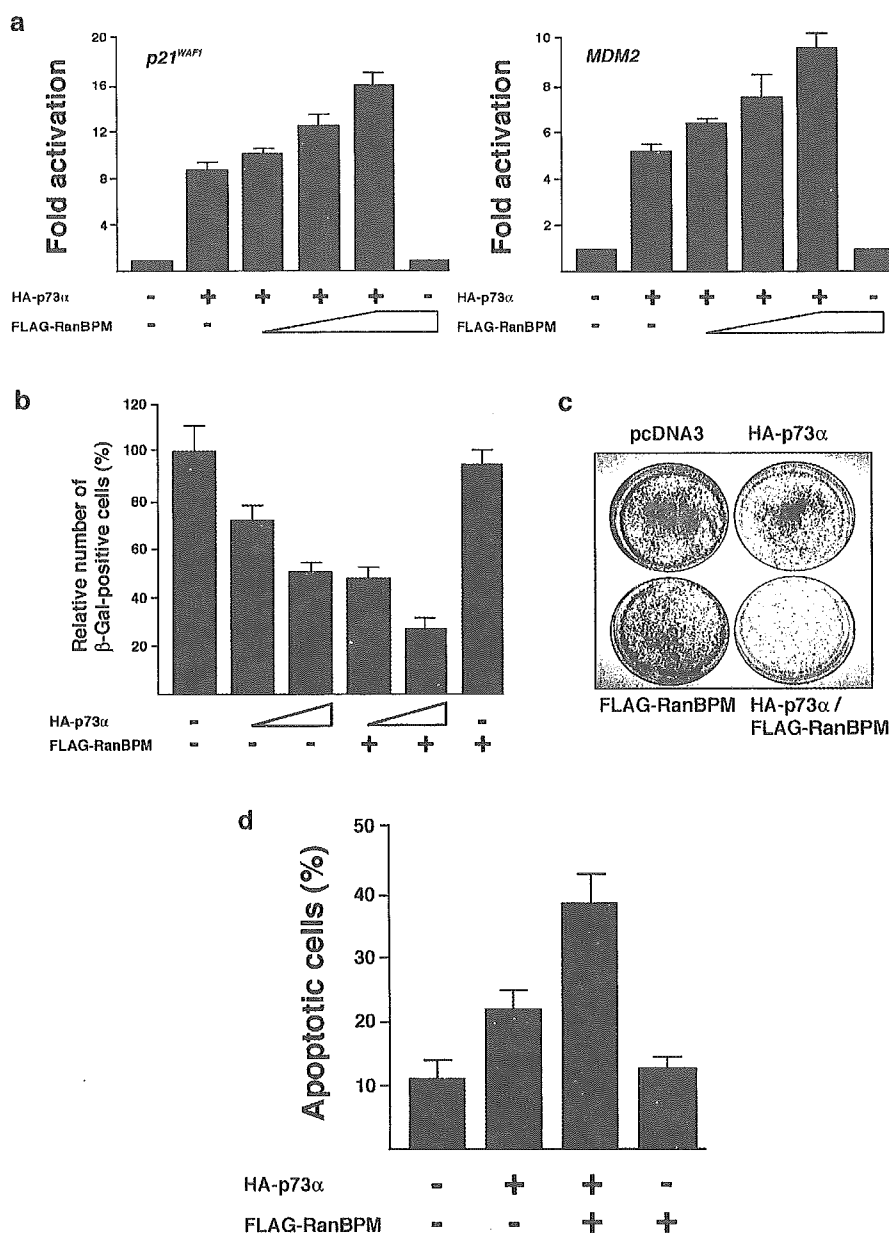 a
20
16
12
8
4
Fold activation
p21WAF1
HA-p73α - + + + + -
FLAG-RanBPM - -
10
8
6
4
2
Fold activation
MDM2
HA-p73α - + + + + -
FLAG-RanBPM - -
b
120
100
80
60
40
20
Relative number of
β-Gal-positive cells (%)
HA-p73α - -
FLAG-RanBPM - - - + + +
c
pcDNA3 HA-p73α
FLAG-RanBPM HA-p73α /
FLAG-RanBPM
d
50
40
30
20
10
Apoptotic cells (%)
HA-p73α - + + -
FLAG-RanBPM - - + +